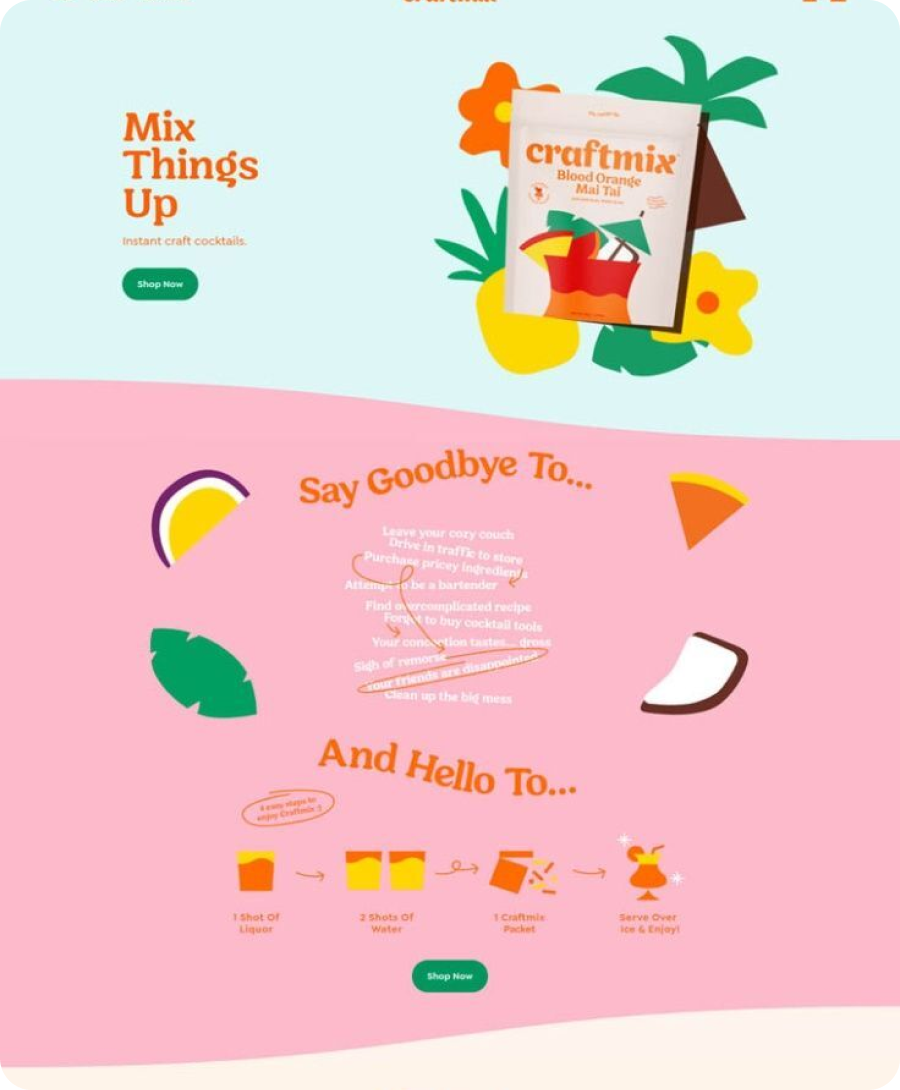 craftmix
Mix
Things
Up
Instant craft cocktails.
Shop Now
craftmix
Blood Orange
Mai Tai
Say Goodbye To...
Leave your cozy couch
Drive in traffic to store
Purchase pricey ingredients
Attempt to be a bartender
Find overcomplicated recipe
Forget to buy cocktail tools
Your concoction tastes... gross
Sigh of remorse
Your friends are disappointed
Clean up the big mess
And Hello To...
4 easy steps to
enjoy Craftmix :)
1 Shot Of
Liquor
2 Shots Of
Water
1 Craftmix
Packet
Serve Over
Ice & Enjoy!
Shop Now